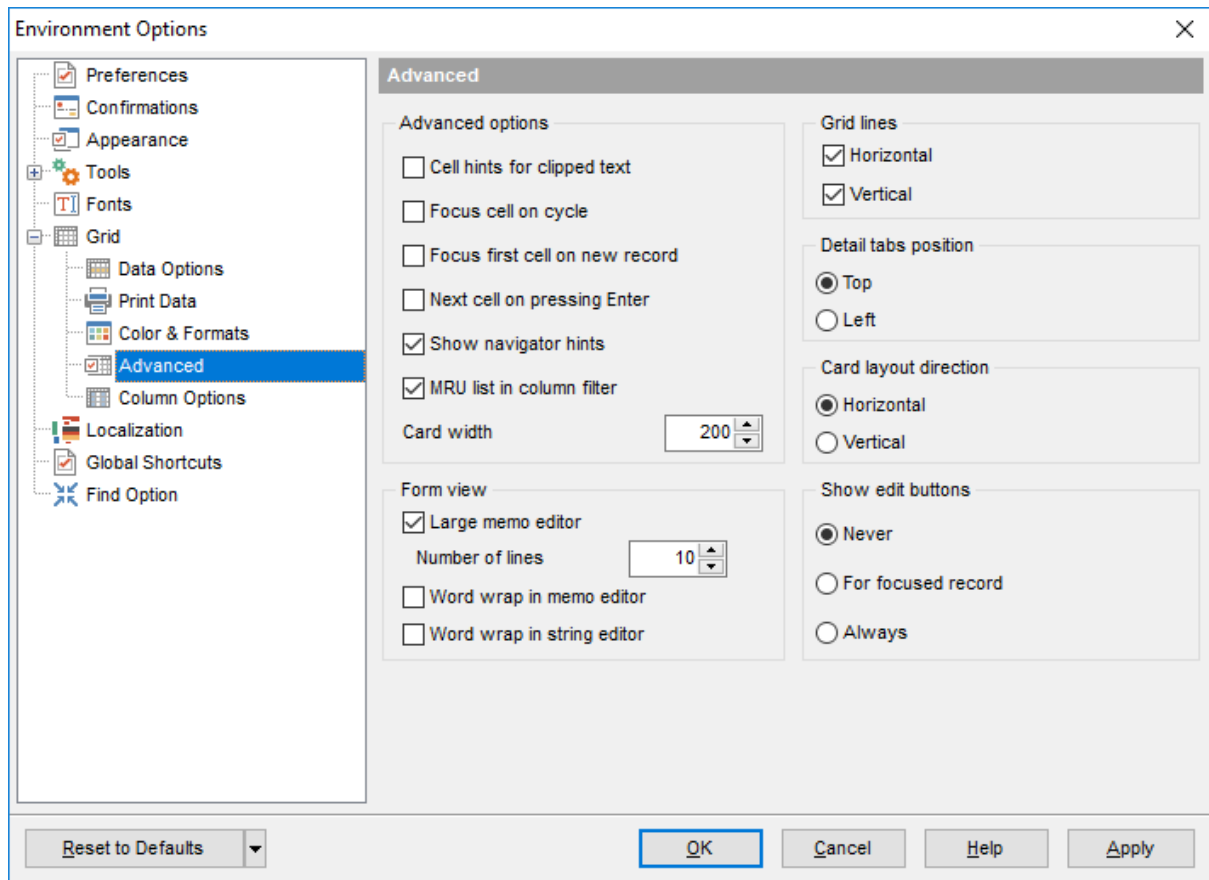 Environment Options
Preferences
Confirmations
Appearance
Tools
Fonts
Grid
Data Options
Print Data
Color & Formats
Advanced
Column Options
Localization
Global Shortcuts
Find Option
Advanced
Advanced options
Cell hints for clipped text
Focus cell on cycle
Focus first cell on new record
Next cell on pressing Enter
Show navigator hints
MRU list in column filter
Card width 200
Grid lines
Horizontal
Vertical
Detail tabs position
Top
Left
Card layout direction
Horizontal
Vertical
Form view
Large memo editor
Number of lines 10
Word wrap in memo editor
Word wrap in string editor
Show edit buttons
Never
For focused record
Always
Reset to Defaults OK Cancel Help Apply